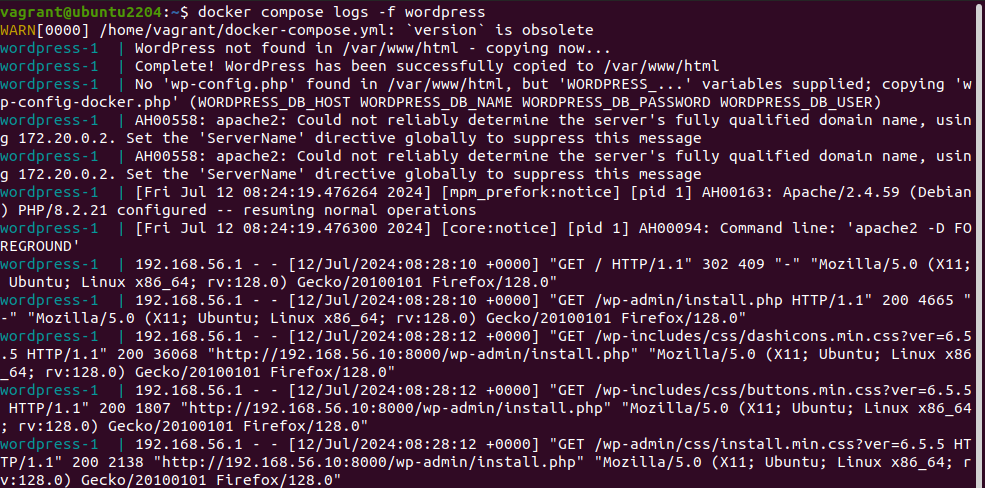 vagrant@ubuntu2204:~$ docker compose logs -f wordpress
WARN[0000] /home/vagrant/docker-compose.yml: `version` is obsolete
wordpress-1  | WordPress not found in /var/www/html - copying now...
wordpress-1  | Complete! WordPress has been successfully copied to /var/www/html
wordpress-1  | No 'wp-config.php' found in /var/www/html, but 'WORDPRESS_...' variables supplied; copying 'w
p-config-docker.php' (WORDPRESS_DB_HOST WORDPRESS_DB_NAME WORDPRESS_DB_PASSWORD WORDPRESS_DB_USER)
wordpress-1  | AH00558: apache2: Could not reliably determine the server's fully qualified domain name, usin
g 172.20.0.2. Set the 'ServerName' directive globally to suppress this message
wordpress-1  | AH00558: apache2: Could not reliably determine the server's fully qualified domain name, usin
g 172.20.0.2. Set the 'ServerName' directive globally to suppress this message
wordpress-1  | [Fri Jul 12 08:24:19.476264 2024] [mpm_prefork:notice] [pid 1] AH00163: Apache/2.4.59 (Debian
) PHP/8.2.21 configured -- resuming normal operations
wordpress-1  | [Fri Jul 12 08:24:19.476300 2024] [core:notice] [pid 1] AH00094: Command line: 'apache2 -D FO
REGROUND'
wordpress-1  | 192.168.56.1 - - [12/Jul/2024:08:28:10 +0000] "GET / HTTP/1.1" 302 409 "-" "Mozilla/5.0 (X11;
 Ubuntu; Linux x86_64; rv:128.0) Gecko/20100101 Firefox/128.0"
wordpress-1  | 192.168.56.1 - - [12/Jul/2024:08:28:10 +0000] "GET /wp-admin/install.php HTTP/1.1" 200 4665 "
-" "Mozilla/5.0 (X11; Ubuntu; Linux x86_64; rv:128.0) Gecko/20100101 Firefox/128.0"
wordpress-1  | 192.168.56.1 - - [12/Jul/2024:08:28:12 +0000] "GET /wp-includes/css/dashicons.min.css?ver=6.5
.5 HTTP/1.1" 200 36068 "http://192.168.56.10:8000/wp-admin/install.php" "Mozilla/5.0 (X11; Ubuntu; Linux x86
_64; rv:128.0) Gecko/20100101 Firefox/128.0"
wordpress-1  | 192.168.56.1 - - [12/Jul/2024:08:28:12 +0000] "GET /wp-includes/css/buttons.min.css?ver=6.5.5
 HTTP/1.1" 200 1807 "http://192.168.56.10:8000/wp-admin/install.php" "Mozilla/5.0 (X11; Ubuntu; Linux x86_64
; rv:128.0) Gecko/20100101 Firefox/128.0"
wordpress-1  | 192.168.56.1 - - [12/Jul/2024:08:28:12 +0000] "GET /wp-admin/css/install.min.css?ver=6.5.5 HT
TP/1.1" 200 2138 "http://192.168.56.10:8000/wp-admin/install.php" "Mozilla/5.0 (X11; Ubuntu; Linux x86_64; r
v:128.0) Gecko/20100101 Firefox/128.0"